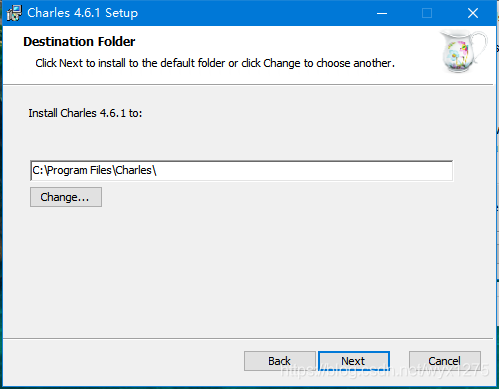 Charles 4.6.1 Setup
Destination Folder
Click Next to install to the default folder or click Change to choose another.
Install Charles 4.6.1 to:
C:\Program Files\Charles\
Change...
Back Next Cancel
https://blog.csdn.net/wyx1275